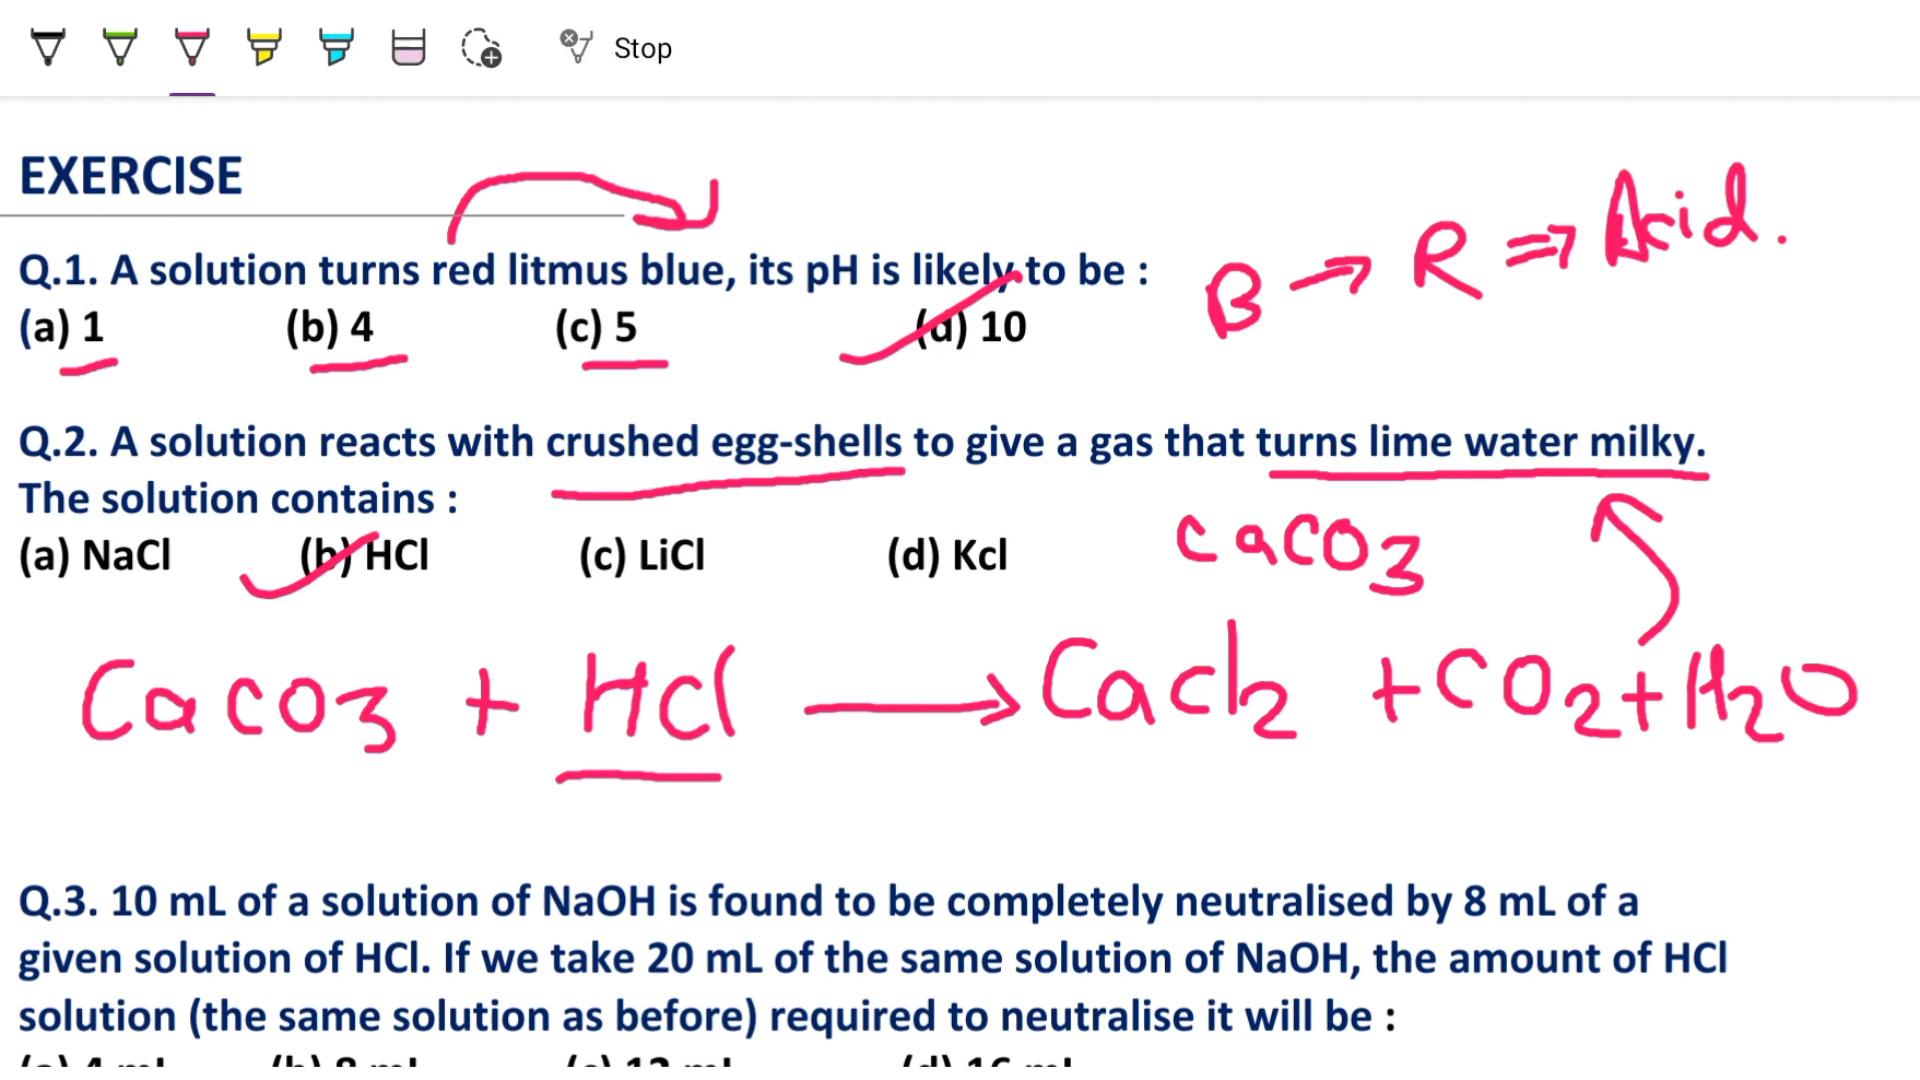 Stop
EXERCISE
Q.1. A solution turns red litmus blue, its pH is likely to be :
B → R ⇒ Acid.
(a) 1 (b) 4 (c) 5 (d) 10
Q.2. A solution reacts with crushed egg-shells to give a gas that turns lime water milky.
The solution contains :
(a) NaCl (b) HCl (c) LiCl (d) Kcl
CaCO3
CaCO3 + HCl → CaCl2 + CO2 + H2O
Q.3. 10 mL of a solution of NaOH is found to be completely neutralised by 8 mL of a
given solution of HCl. If we take 20 mL of the same solution of NaOH, the amount of HCl
solution (the same solution as before) required to neutralise it will be :